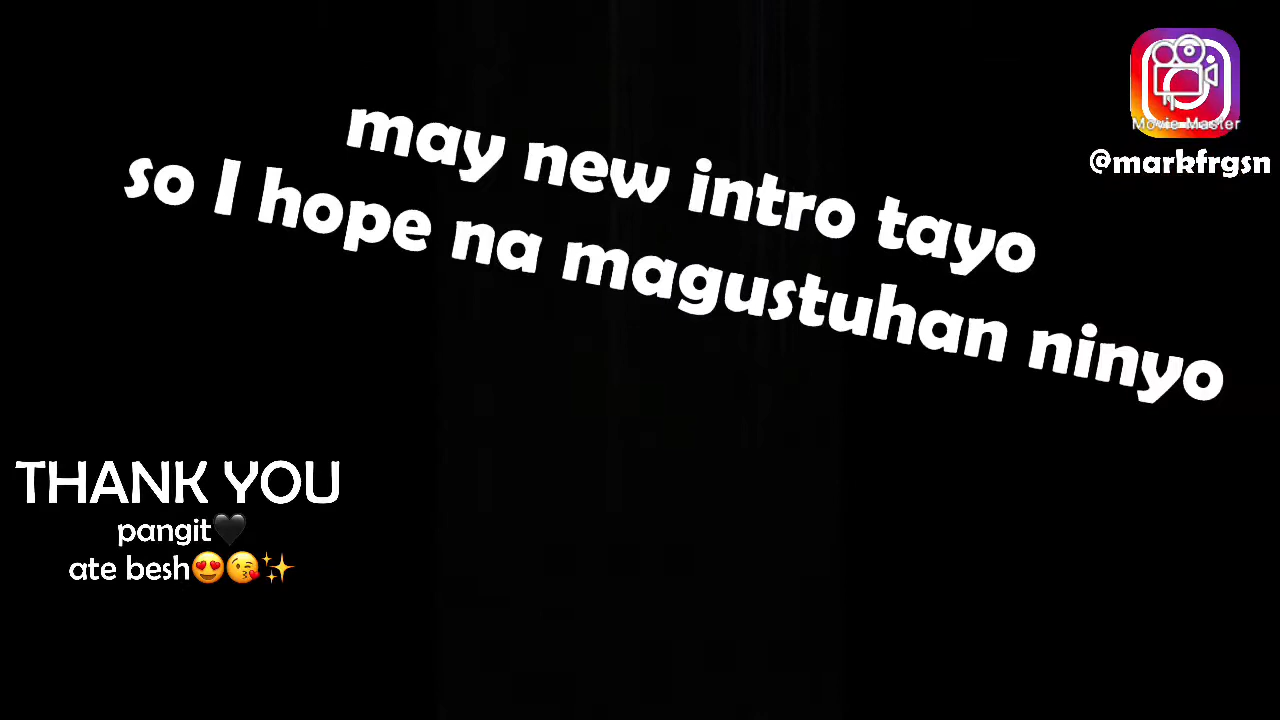 may new intro tayo
so I hope na magustuhan ninyo
Movie Master
@markfrgsn
THANK YOU
pangit🖤
ate besh😍😘✨